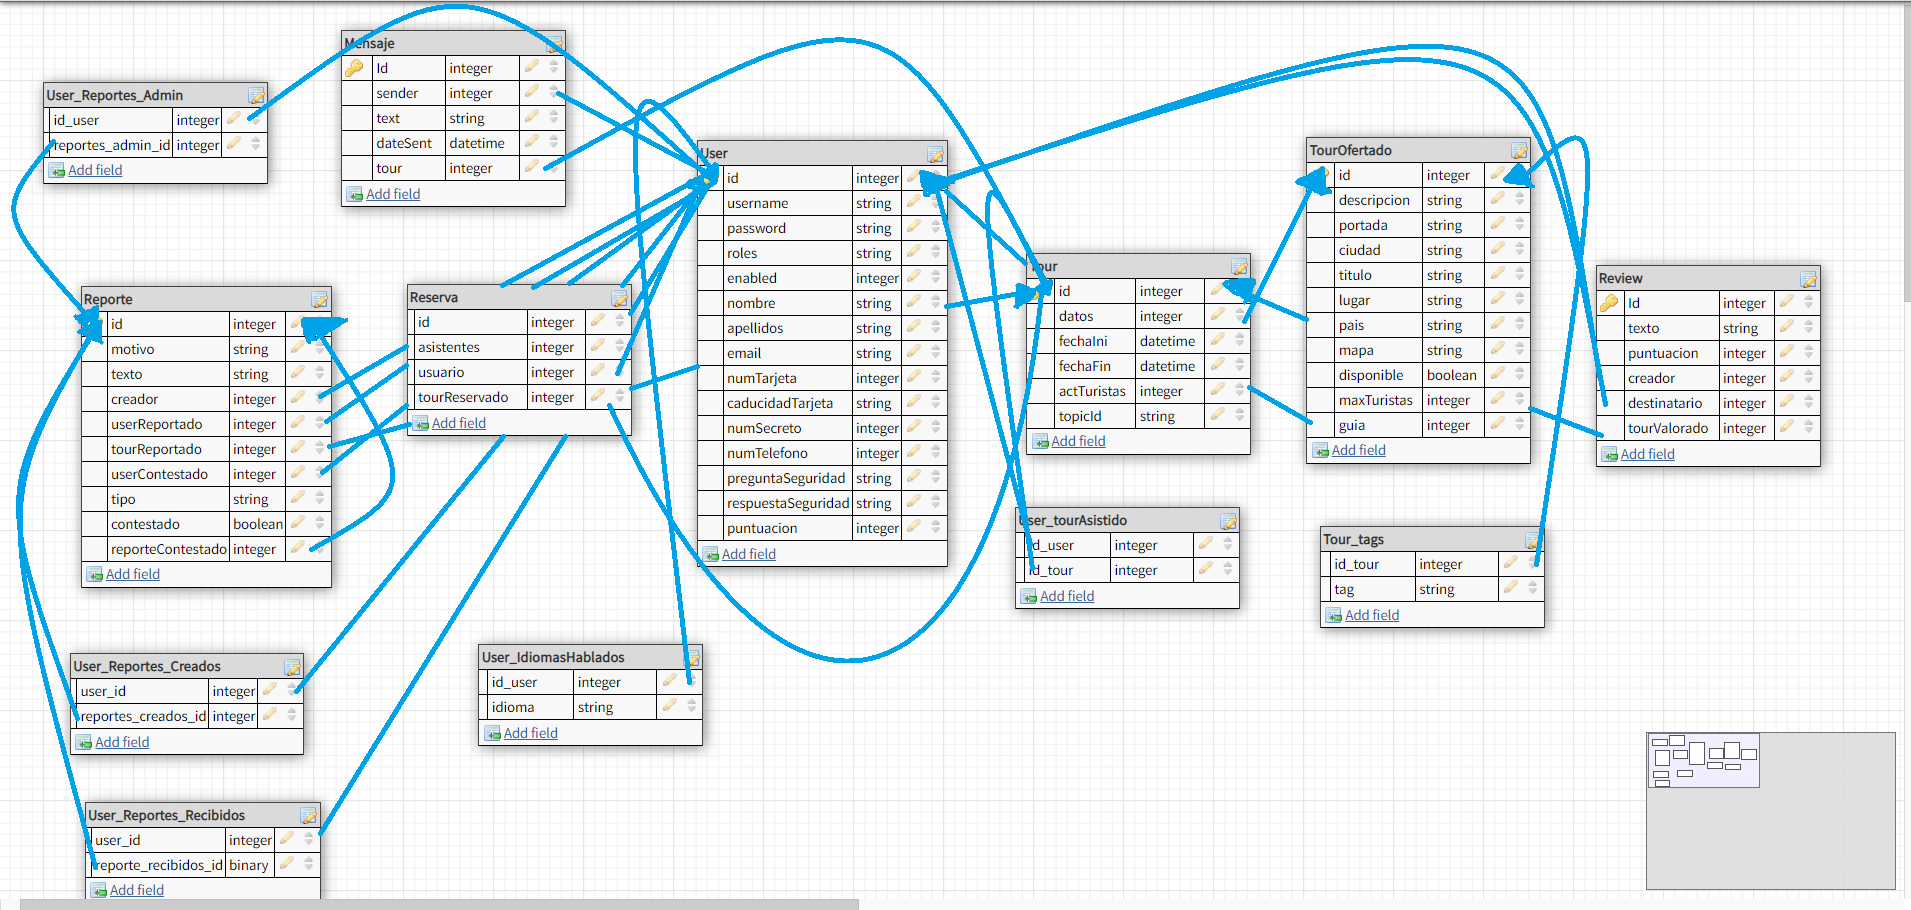 User_Reportes_Admin
id_user integer
reportes_admin_id integer
Add field
Mensaje
Id integer
sender integer
text string
dateSent datetime
tour integer
Add field
Reporte
id integer
motivo string
texto string
creador integer
userReportado integer
tourReportado integer
userContestado integer
tipo string
contestado boolean
reporteContestado integer
Add field
Reserva
id integer
asistentes integer
usuario integer
tourReservado integer
Add field
User
id integer
username string
password string
roles string
enabled integer
nombre string
apellidos string
email string
numTarjeta integer
caducidadTarjeta string
numSecreto integer
numTelefono integer
preguntaSeguridad string
respuestaSeguridad string
puntuacion integer
Add field
Tour
id integer
datos integer
fechaIni datetime
fechaFin datetime
actTuristas integer
topicId string
Add field
TourOfertado
id integer
descripcion string
portada string
ciudad string
titulo string
lugar string
pais string
mapa string
disponible boolean
maxTuristas integer
guia integer
Add field
Review
Id integer
texto string
puntuacion integer
creador integer
destinatario integer
tourValorado integer
Add field
User_tourAsistido
id_user integer
id_tour integer
Add field
Tour_tags
id_tour integer
tag string
Add field
User_Reportes_Creados
user_id integer
reportes_creados_id integer
Add field
User_IdiomasHablados
id_user integer
idioma string
Add field
User_Reportes_Recibidos
user_id integer
reporte_recibidos_id binary
Add field